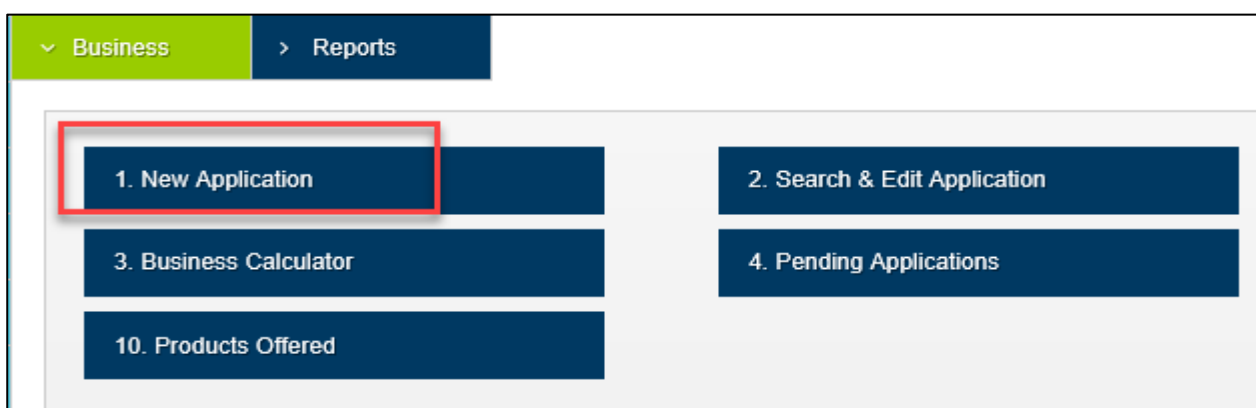 Business
Reports
1. New Application
2. Search & Edit Application
3. Business Calculator
4. Pending Applications
10. Products Offered